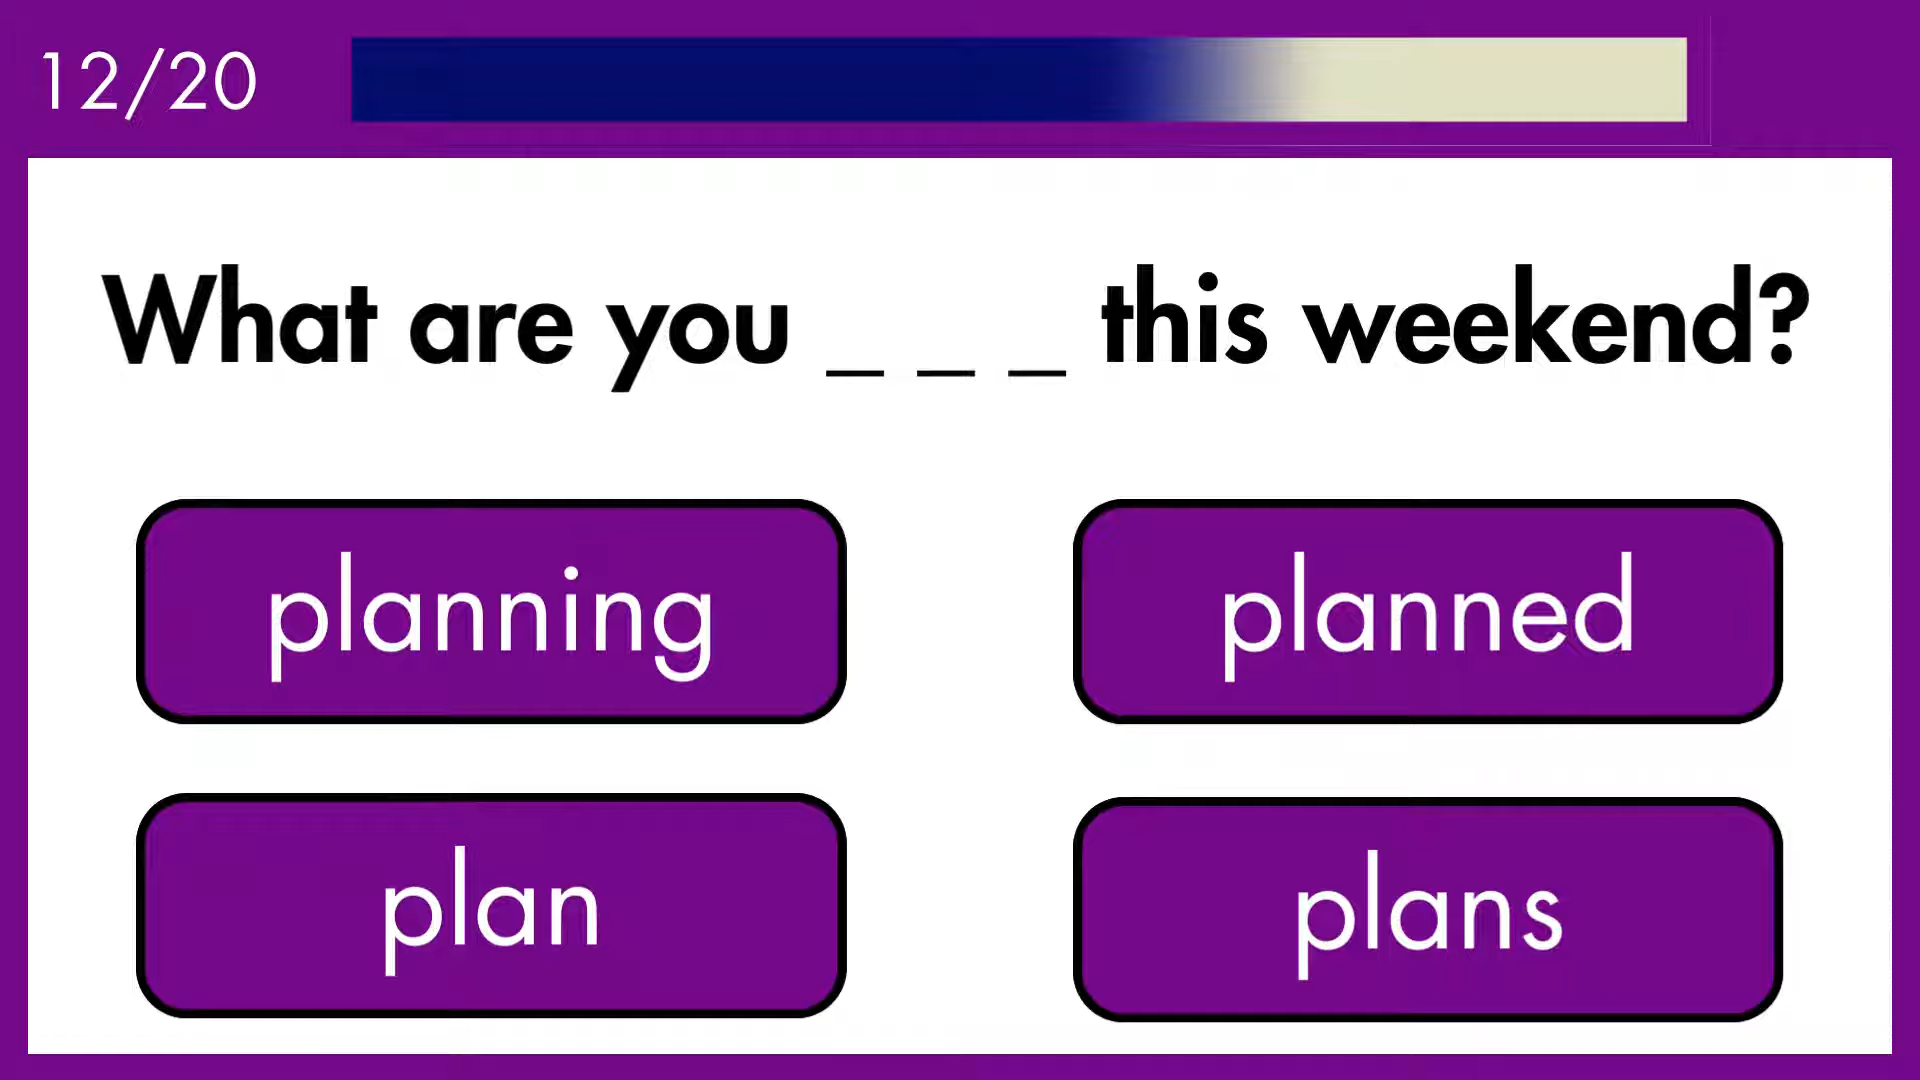 12/20
What are you _ _ _ this weekend?
planning
planned
plan
plans